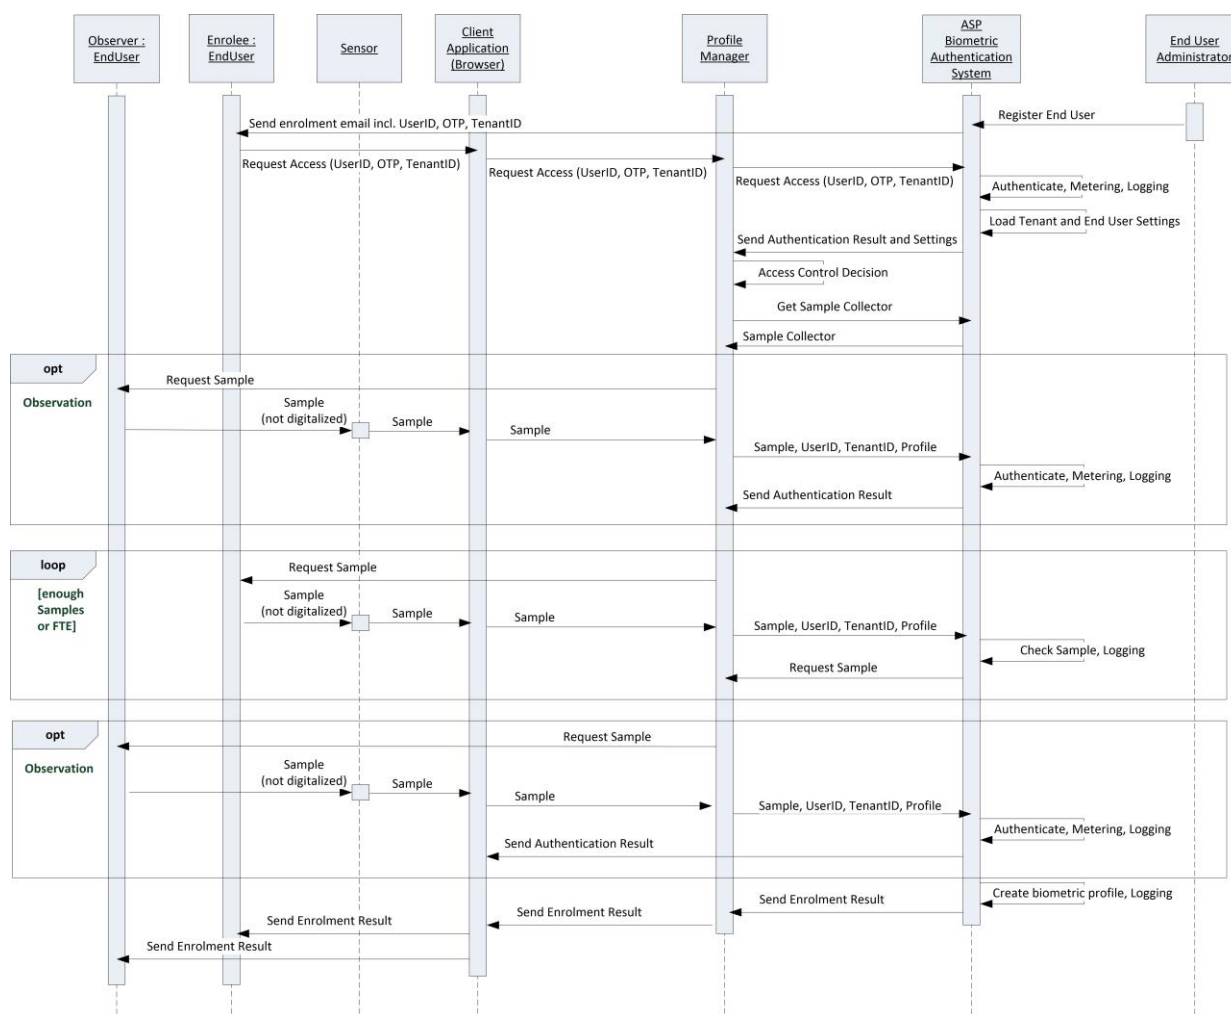 Observer :
EndUser
Enrolee :
EndUser
Sensor
Client
Application
(Browser)
Profile
Manager
ASP
Biometric
Authentication
System
End User
Administrator
Register End User
Send enrolment email incl. UserID, OTP, TenantID
Request Access (UserID, OTP, TenantID)
Request Access (UserID, OTP, TenantID)
Request Access (UserID, OTP, TenantID)
Authenticate, Metering, Logging
Load Tenant and End User Settings
Send Authentication Result and Settings
Access Control Decision
Get Sample Collector
Sample Collector
opt
Observation
Request Sample
Sample
(not digitalized)
Sample
Sample
Sample, UserID, TenantID, Profile
Authenticate, Metering, Logging
Send Authentication Result
loop
[enough
Samples
or FTE]
Request Sample
Sample
(not digitalized)
Sample
Sample
Sample, UserID, TenantID, Profile
Check Sample, Logging
Request Sample
opt
Observation
Request Sample
Sample
(not digitalized)
Sample
Sample
Sample, UserID, TenantID, Profile
Authenticate, Metering, Logging
Send Authentication Result
Create biometric profile, Logging
Send Enrolment Result
Send Enrolment Result
Send Enrolment Result
Send Enrolment Result